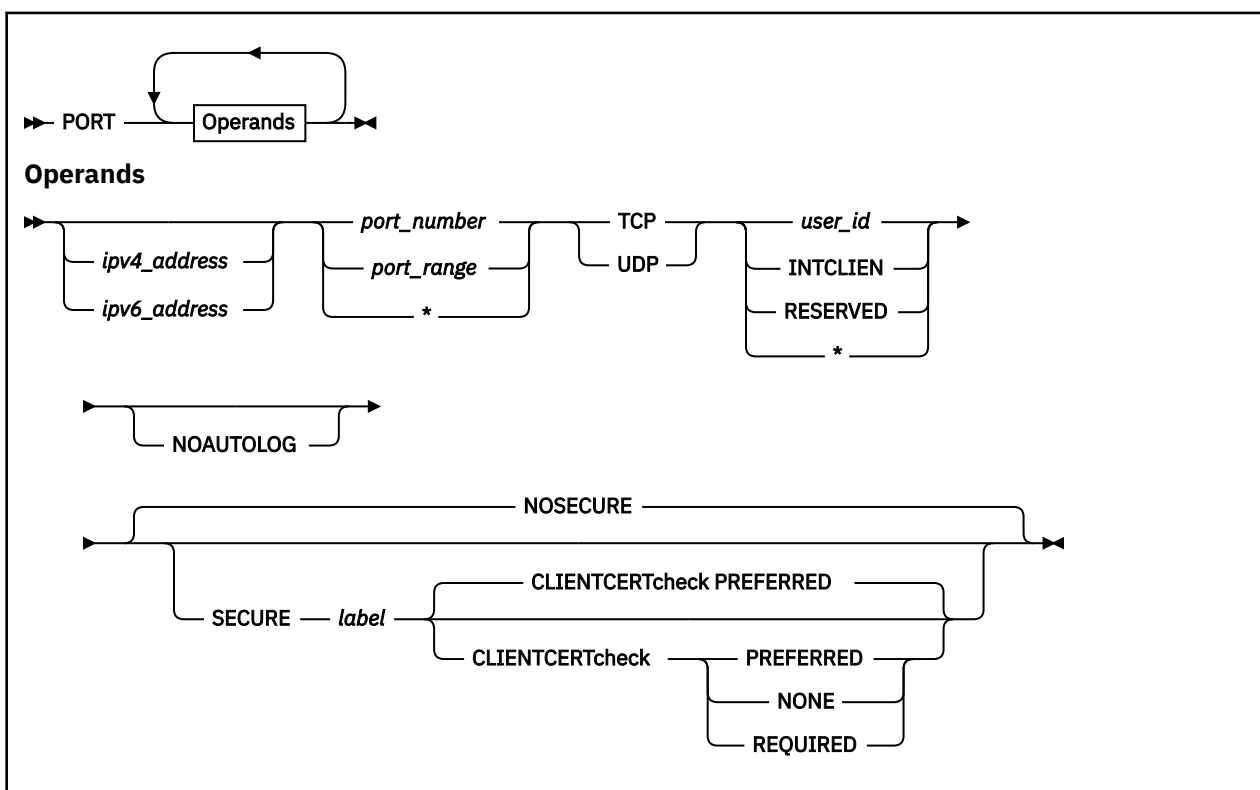 PORT Operands
Operands
port_number TCP user_id
ipv4_address port_range UDP INTCLIEN
ipv6_address * RESERVED
*
NOAUTOLOG
NOSECURE
CLIENTCERTcheck PREFERRED
SECURE label
CLIENTCERTcheck PREFERRED
NONE
REQUIRED